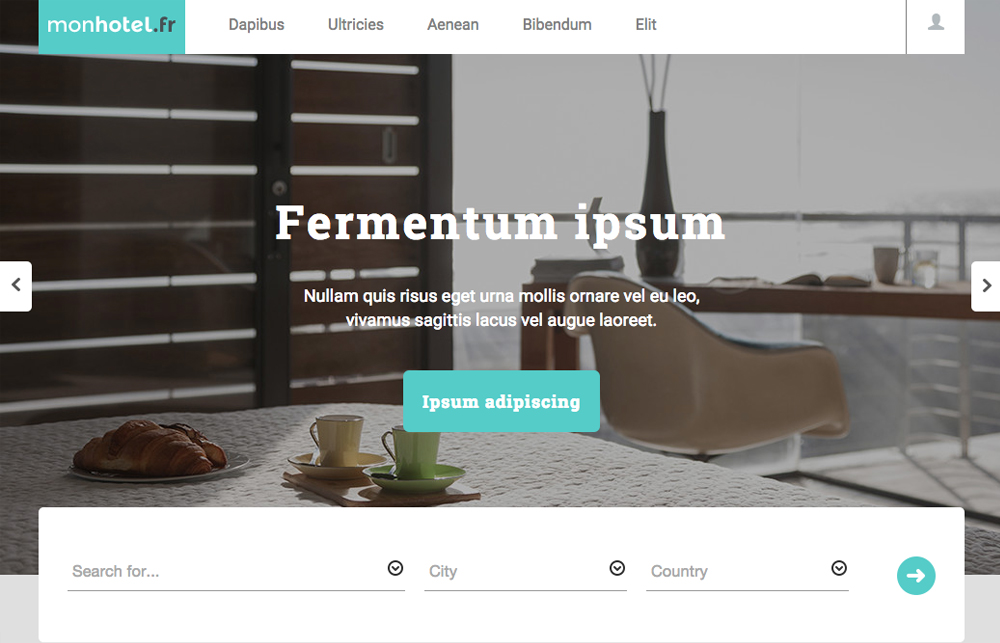 monhotel.fr
Dapibus
Ultricies
Aenean
Bibendum
Elit
Fermentum ipsum
Nullam quis risus eget urna mollis ornare vel eu leo,
vivamus sagittis lacus vel augue laoreet.
Ipsum adipiscing
Search for...
City
Country